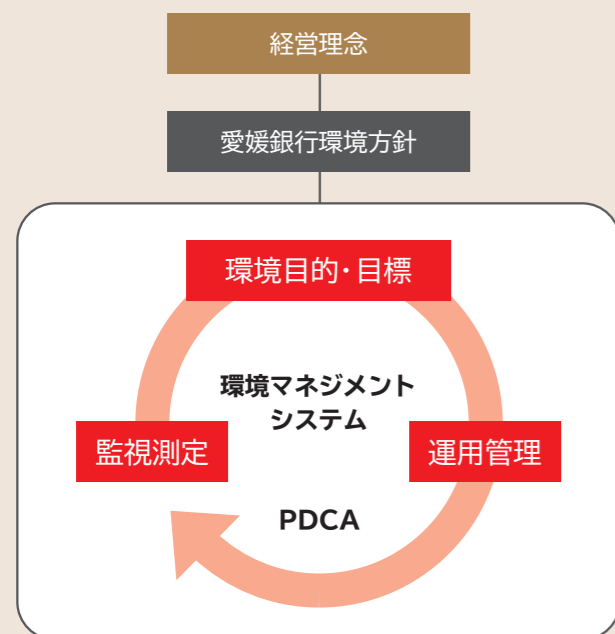 経営理念
愛媛銀行環境方針
環境目的・目標
環境マネジメント
システム
監視測定
運用管理
PDCA